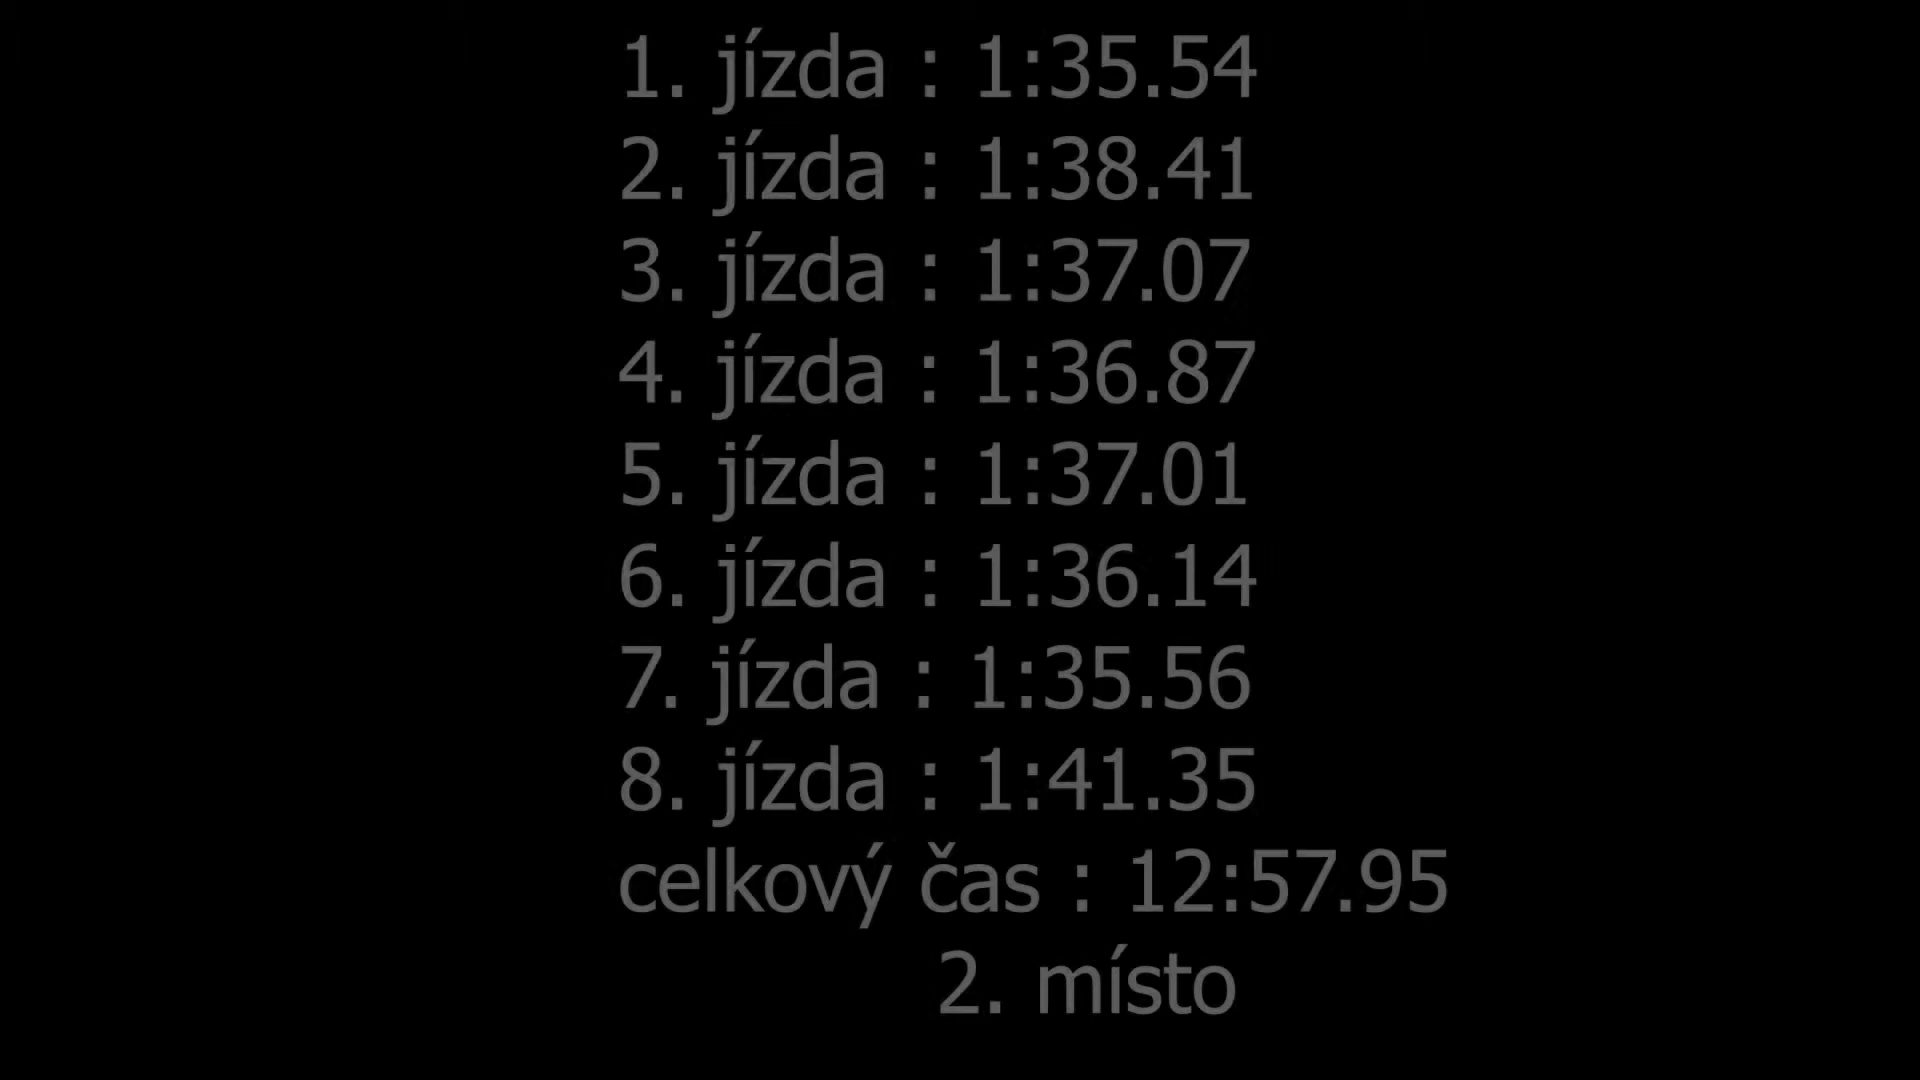 1. jízda : 1:35.54
2. jízda : 1:38.41
3. jízda : 1:37.07
4. jízda : 1:36.87
5. jízda : 1:37.01
6. jízda : 1:36.14
7. jízda : 1:35.56
8. jízda : 1:41.35
celkový čas : 12:57.95
2. místo